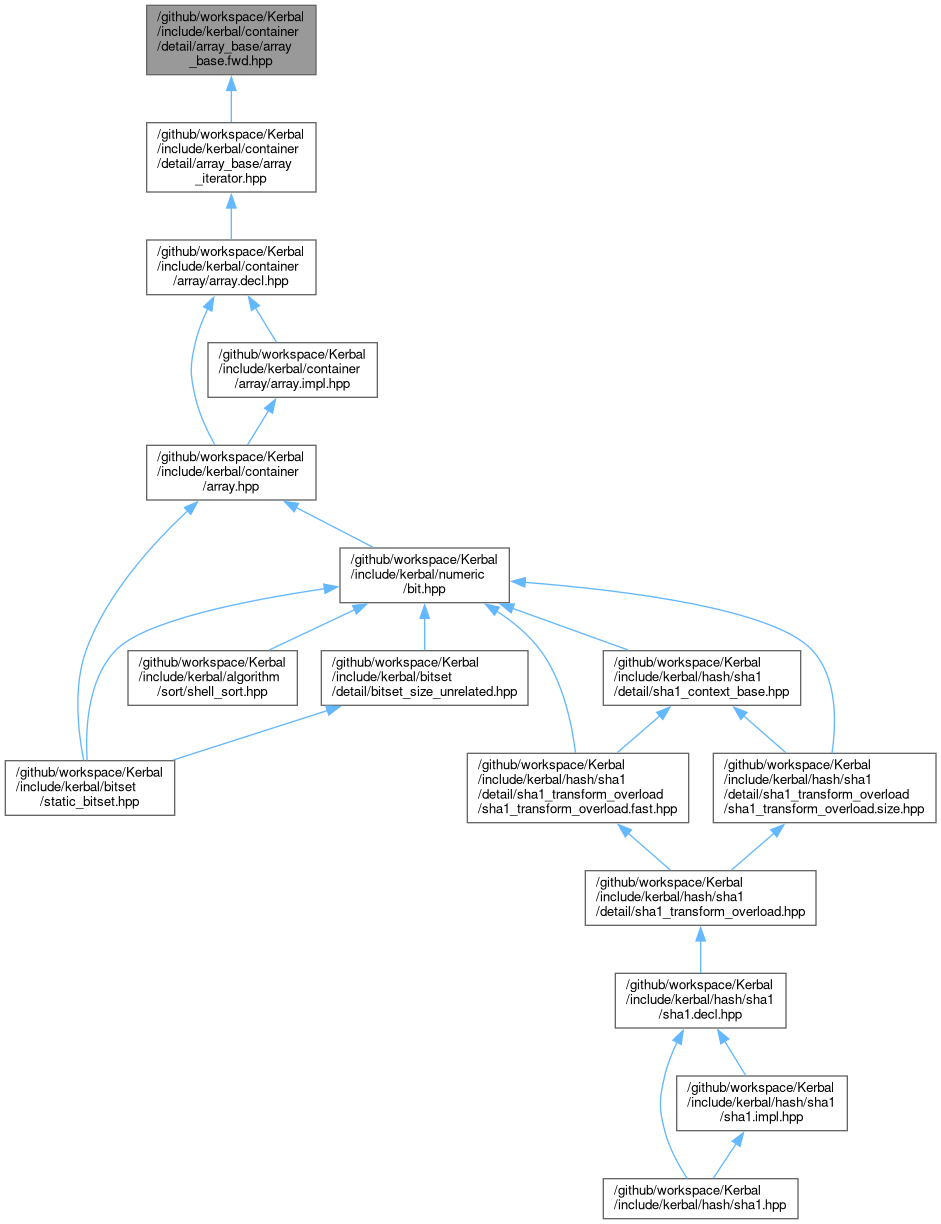 /github/workspace/Kerbal
/include/kerbal/container
/detail/array_base/array
_base.fwd.hpp
/github/workspace/Kerbal
/include/kerbal/container
/detail/array_base/array
_iterator.hpp
/github/workspace/Kerbal
/include/kerbal/container
/array/array.decl.hpp
/github/workspace/Kerbal
/include/kerbal/container
/array/array.impl.hpp
/github/workspace/Kerbal
/include/kerbal/container
/array.hpp
/github/workspace/Kerbal
/include/kerbal/numeric
/bit.hpp
/github/workspace/Kerbal
/include/kerbal/algorithm
/sort/shell_sort.hpp
/github/workspace/Kerbal
/include/kerbal/bitset
/detail/bitset_size_unrelated.hpp
/github/workspace/Kerbal
/include/kerbal/hash/sha1
/detail/sha1_context_base.hpp
/github/workspace/Kerbal
/include/kerbal/bitset
/static_bitset.hpp
/github/workspace/Kerbal
/include/kerbal/hash/sha1
/detail/sha1_transform_overload
/sha1_transform_overload.fast.hpp
/github/workspace/Kerbal
/include/kerbal/hash/sha1
/detail/sha1_transform_overload
/sha1_transform_overload.size.hpp
/github/workspace/Kerbal
/include/kerbal/hash/sha1
/detail/sha1_transform_overload.hpp
/github/workspace/Kerbal
/include/kerbal/hash/sha1
/sha1.decl.hpp
/github/workspace/Kerbal
/include/kerbal/hash/sha1
/sha1.impl.hpp
/github/workspace/Kerbal
/include/kerbal/hash/sha1.hpp